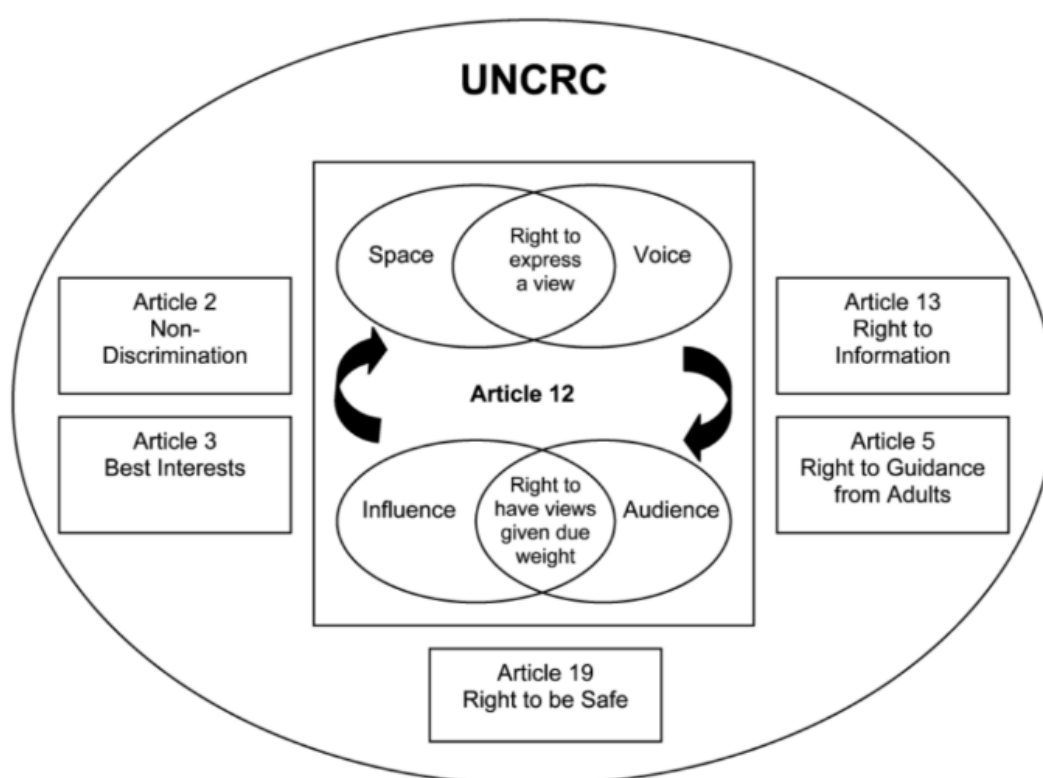 UNCRC
Space
Right to
express
a view
Voice
Article 2
Non-
Discrimination
Article 13
Right to
Information
Article 12
Article 3
Best Interests
Article 5
Right to Guidance
from Adults
Influence
Right to
have views
given due
weight
Audience
Article 19
Right to be Safe